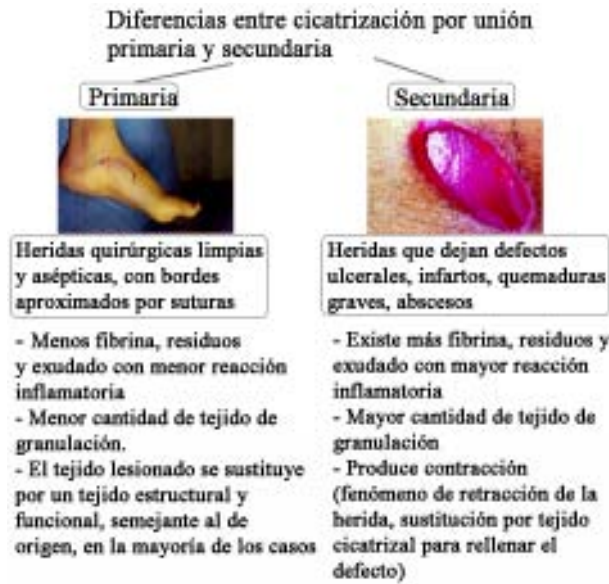 Diferencias entre cicatrización por unión
primaria y secundaria
Primaria
Heridas quirúrgicas limpias
y asépticas, con bordes
aproximados por suturas
- Menos fibrina, residuos
y exudado con menor reacción
inflamatoria
- Menor cantidad de tejido de
granulación.
- El tejido lesionado se sustituye
por un tejido estructural y
funcional, semejante al de
origen, en la mayoría de los casos
Secundaria
Heridas que dejan defectos
ulcerales, infartos, quemaduras
graves, abscesos
- Existe más fibrina, residuos y
exudado con mayor reacción
inflamatoria
- Mayor cantidad de tejido de
granulación
- Produce contracción
(fenómeno de retracción de la
herida, sustitución por tejido
cicatrizal para rellenar el
defecto)